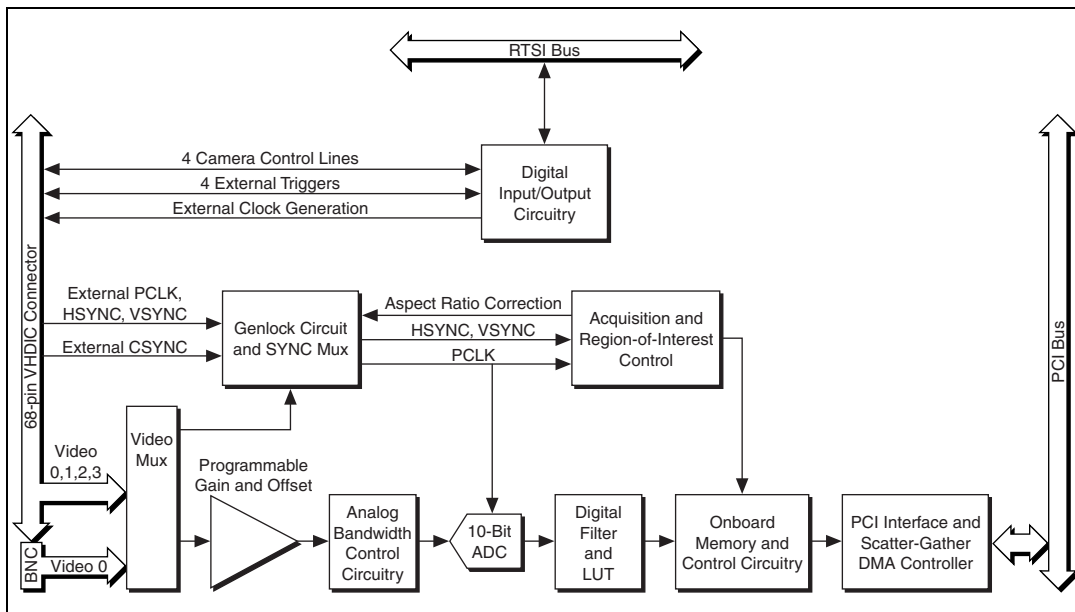 RTSI Bus
4 Camera Control Lines
4 External Triggers
External Clock Generation
Digital
Input/Output
Circuitry
68-pin VHDIC Connector
PCI Bus
External PCLK,
HSYNC, VSYNC
External CSYNC
Genlock Circuit
and SYNC Mux
Aspect Ratio Correction
HSYNC, VSYNC
PCLK
Acquisition and
Region-of-Interest
Control
Video
0,1,2,3
Video
Mux
Programmable
Gain and Offset
Analog
Bandwidth
Control
Circuitry
10-Bit
ADC
Digital
Filter
and
LUT
Onboard
Memory and
Control Circuitry
PCI Interface and
Scatter-Gather
DMA Controller
BNC
Video 0